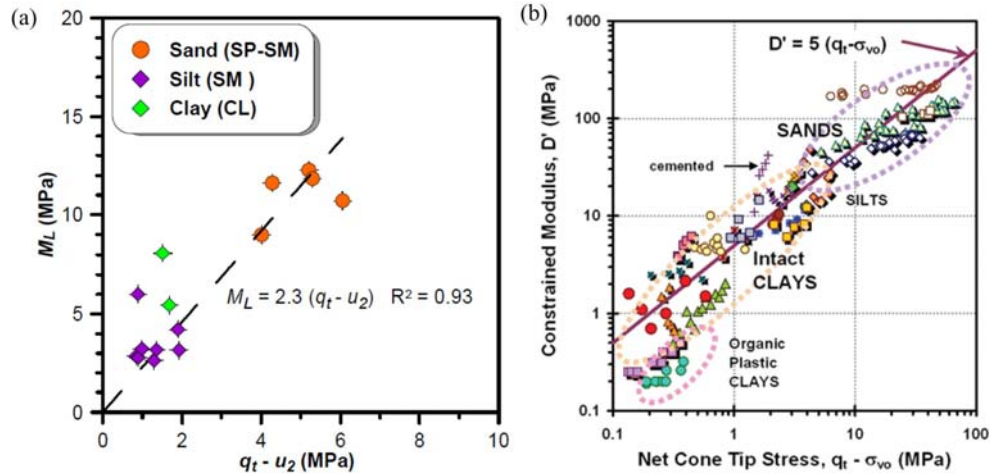 (a)
20
15
10
5
0
M_L (MPa)
Sand (SP-SM)
Silt (SM )
Clay (CL)
M_L = 2.3 (q_t - u_2)   R² = 0.93
0 2 4 6 8 10
q_t - u_2 (MPa)
(b)
1000
100
10
1
0.1
Constrained Modulus, D' (MPa)
D' = 5 (q_t-σ_vo)
SANDS
cemented
SILTS
Intact
CLAYS
Organic
Plastic
CLAYS
0.1 1 10 100
Net Cone Tip Stress, q_t - σ_vo (MPa)